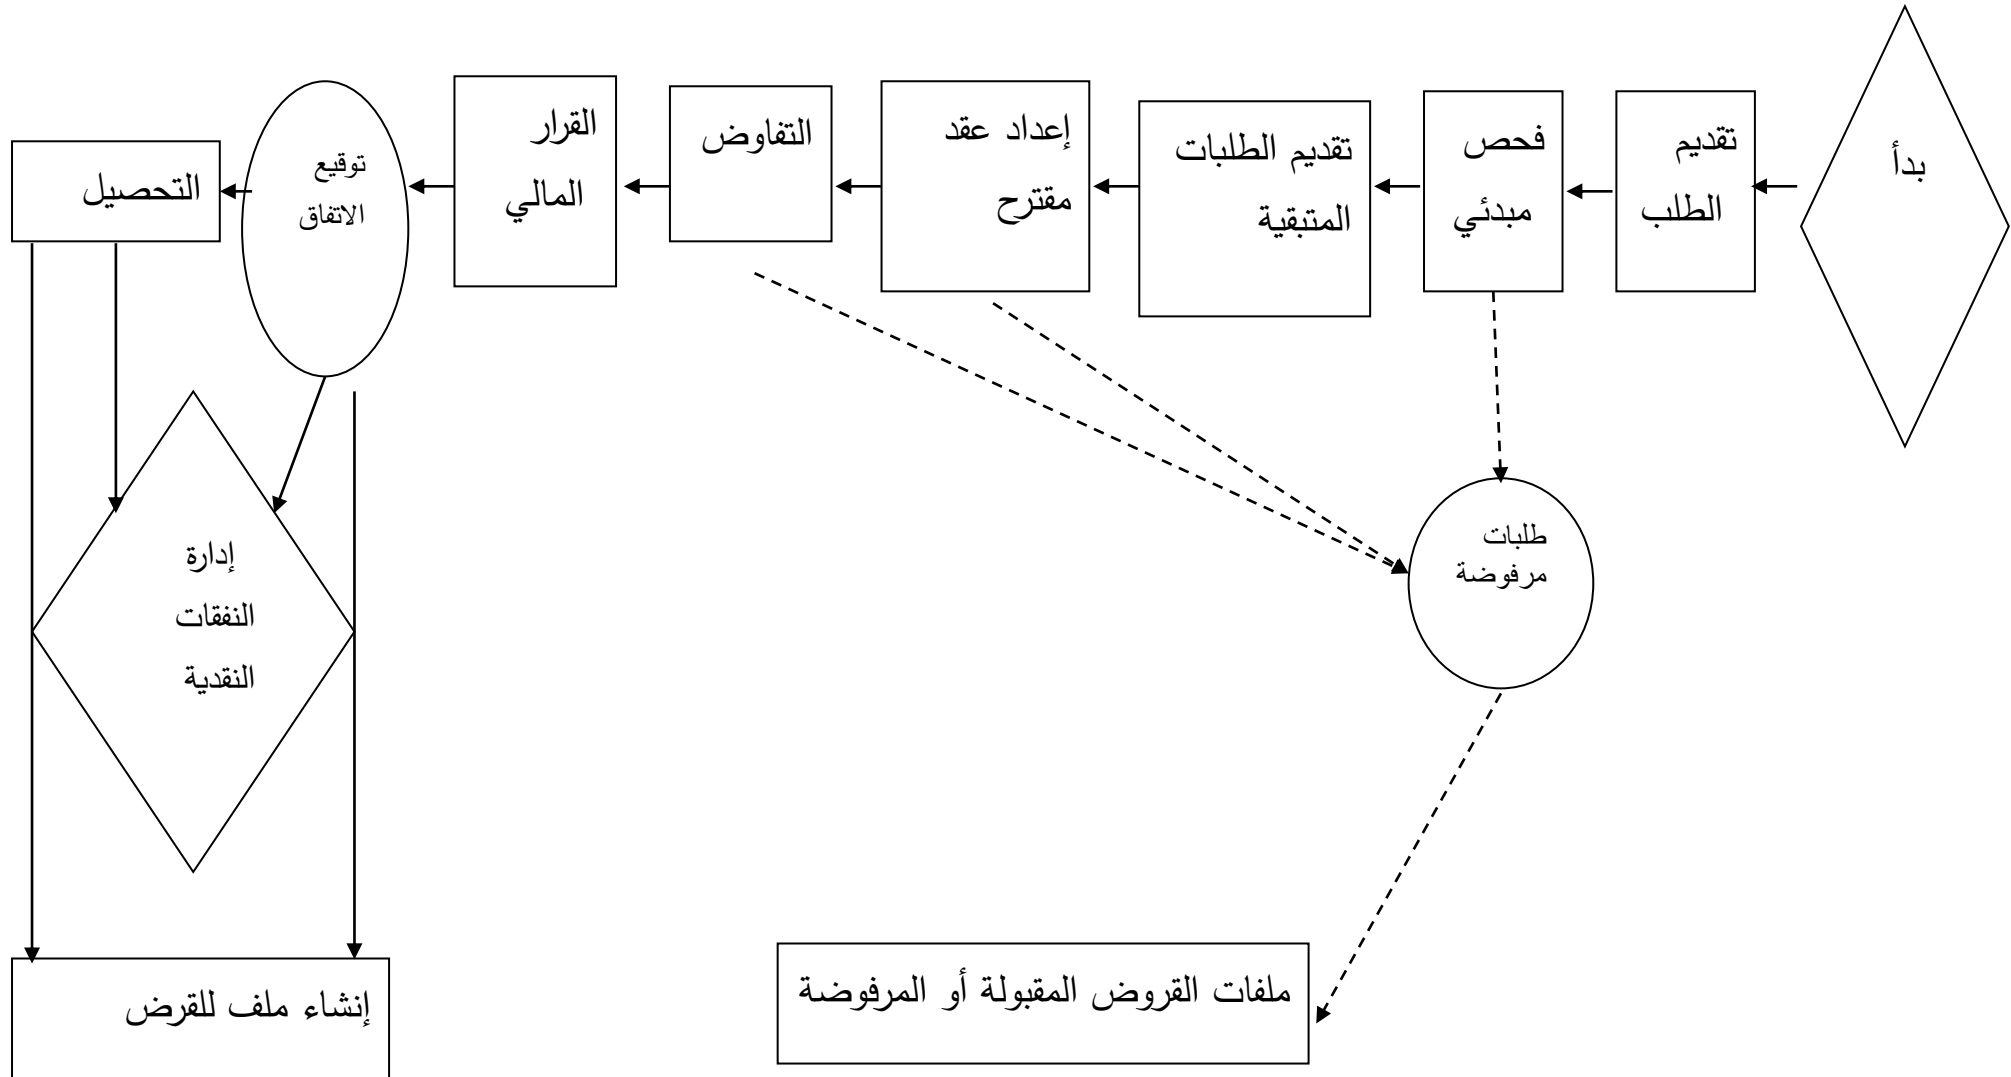 بدأ
تقديم
الطلب
فحص
مبدئي
تقديم الطلبات
المتبقية
إعداد عقد
مقترح
التفاوض
القرار
المالي
توقيع
الاتفاق
التحصيل
طلبات
مرفوضة
إدارة
النفقات
النقدية
ملفات القروض المقبولة أو المرفوضة
إنشاء ملف للقرض